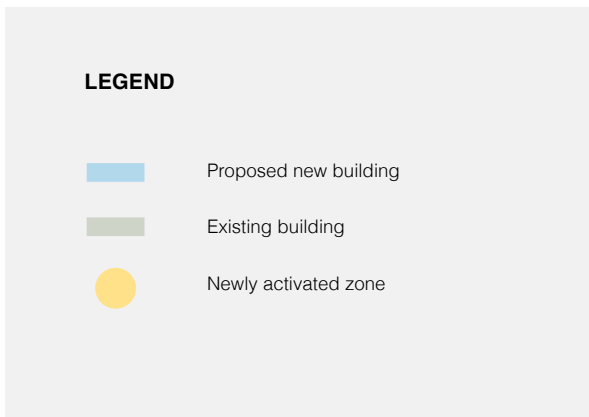 LEGEND
Proposed new building
Existing building
Newly activated zone